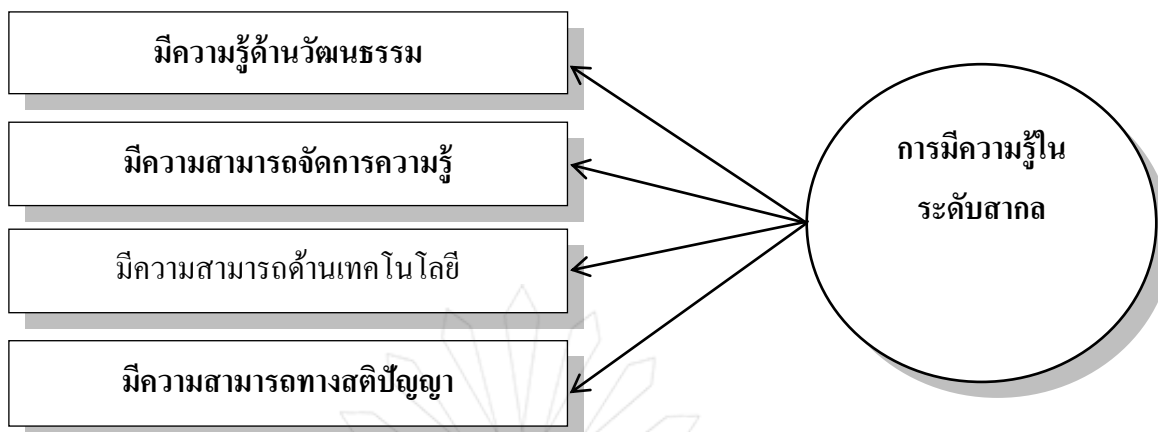 มีความรู้ด้านวัฒนธรรม
มีความสามารถจัดการความรู้
มีความสามารถด้านเทคโนโลยี
มีความสามารถทางสติปัญญา
การมีความรู้ใน
ระดับสากล